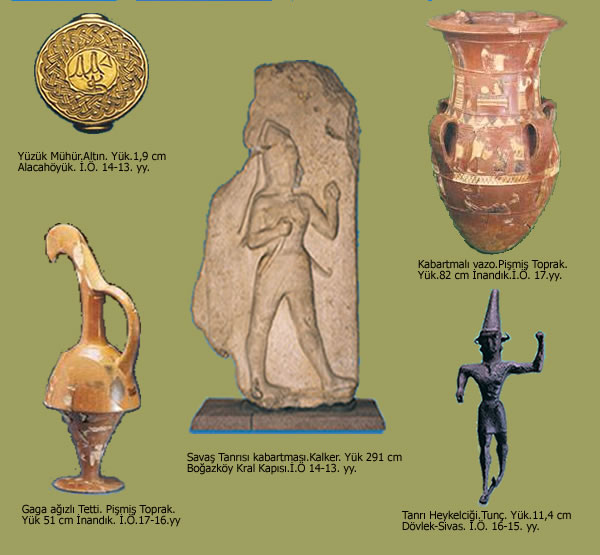 Yüzük Mühür.Altın. Yük.1,9 cm
Alacahöyük. İ.Ö. 14-13. yy.
Kabartmalı vazo.Pişmiş Toprak.
Yük.82 cm İnandık.İ.Ö. 17.yy.
Savaş Tanrısı kabartması.Kalker. Yük 291 cm
Boğazköy Kral Kapısı.İ.Ö 14-13. yy.
Gaga ağızlı Tetti. Pişmiş Toprak.
Yük 51 cm İnandık. İ.Ö.17-16.yy
Tanrı Heykelciği.Tunç. Yük.11,4 cm
Dövlek-Sivas. İ.Ö. 16-15. yy.